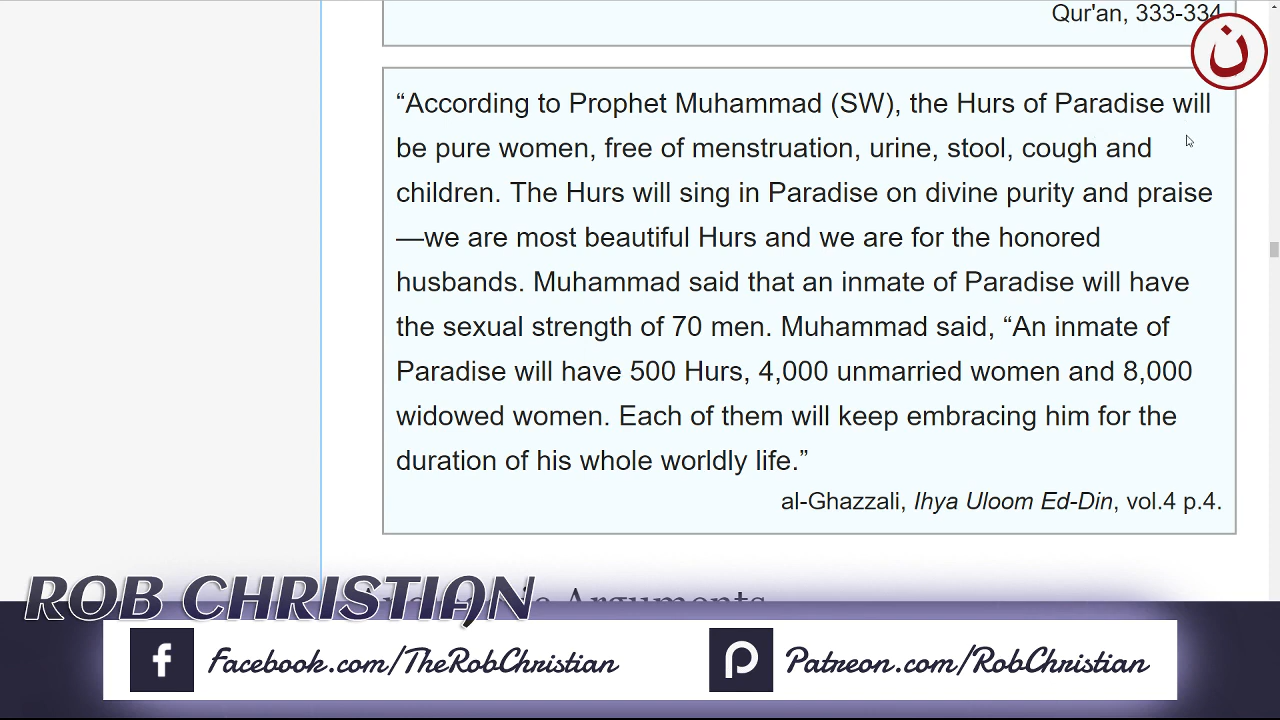 Qur'an, 333-334
ن
“According to Prophet Muhammad (SW), the Hurs of Paradise will
be pure women, free of menstruation, urine, stool, cough and
children. The Hurs will sing in Paradise on divine purity and praise
—we are most beautiful Hurs and we are for the honored
husbands. Muhammad said that an inmate of Paradise will have
the sexual strength of 70 men. Muhammad said, “An inmate of
Paradise will have 500 Hurs, 4,000 unmarried women and 8,000
widowed women. Each of them will keep embracing him for the
duration of his whole worldly life.”
al-Ghazzali, Ihya Uloom Ed-Din, vol.4 p.4.
Arguments
ROB CHRISTIAN
Facebook.com/TheRobChristian
Patreon.com/RobChristian